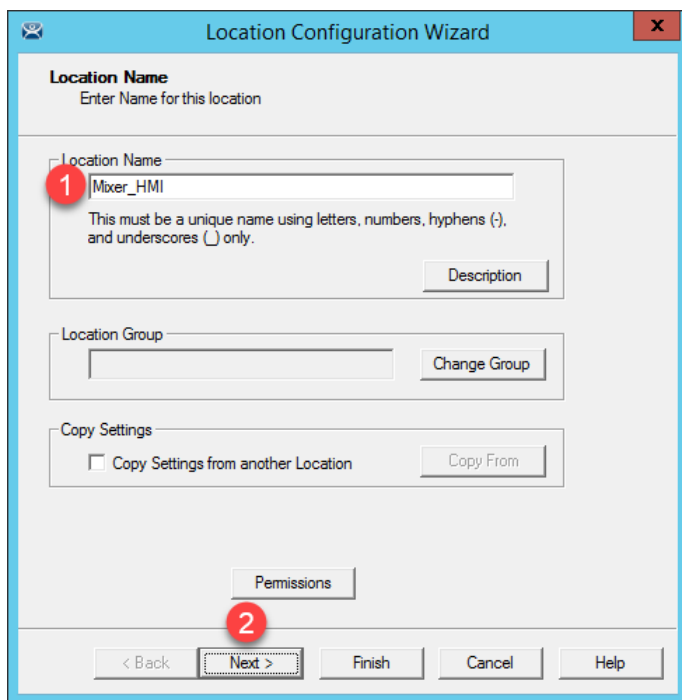 Location Configuration Wizard
x
Location Name
Enter Name for this location
Location Name
1
Mixer_HMI
This must be a unique name using letters, numbers, hyphens (-),
and underscores (_) only.
Description
Location Group
Change Group
Copy Settings
Copy Settings from another Location
Copy From
Permissions
2
< Back
Next >
Finish
Cancel
Help